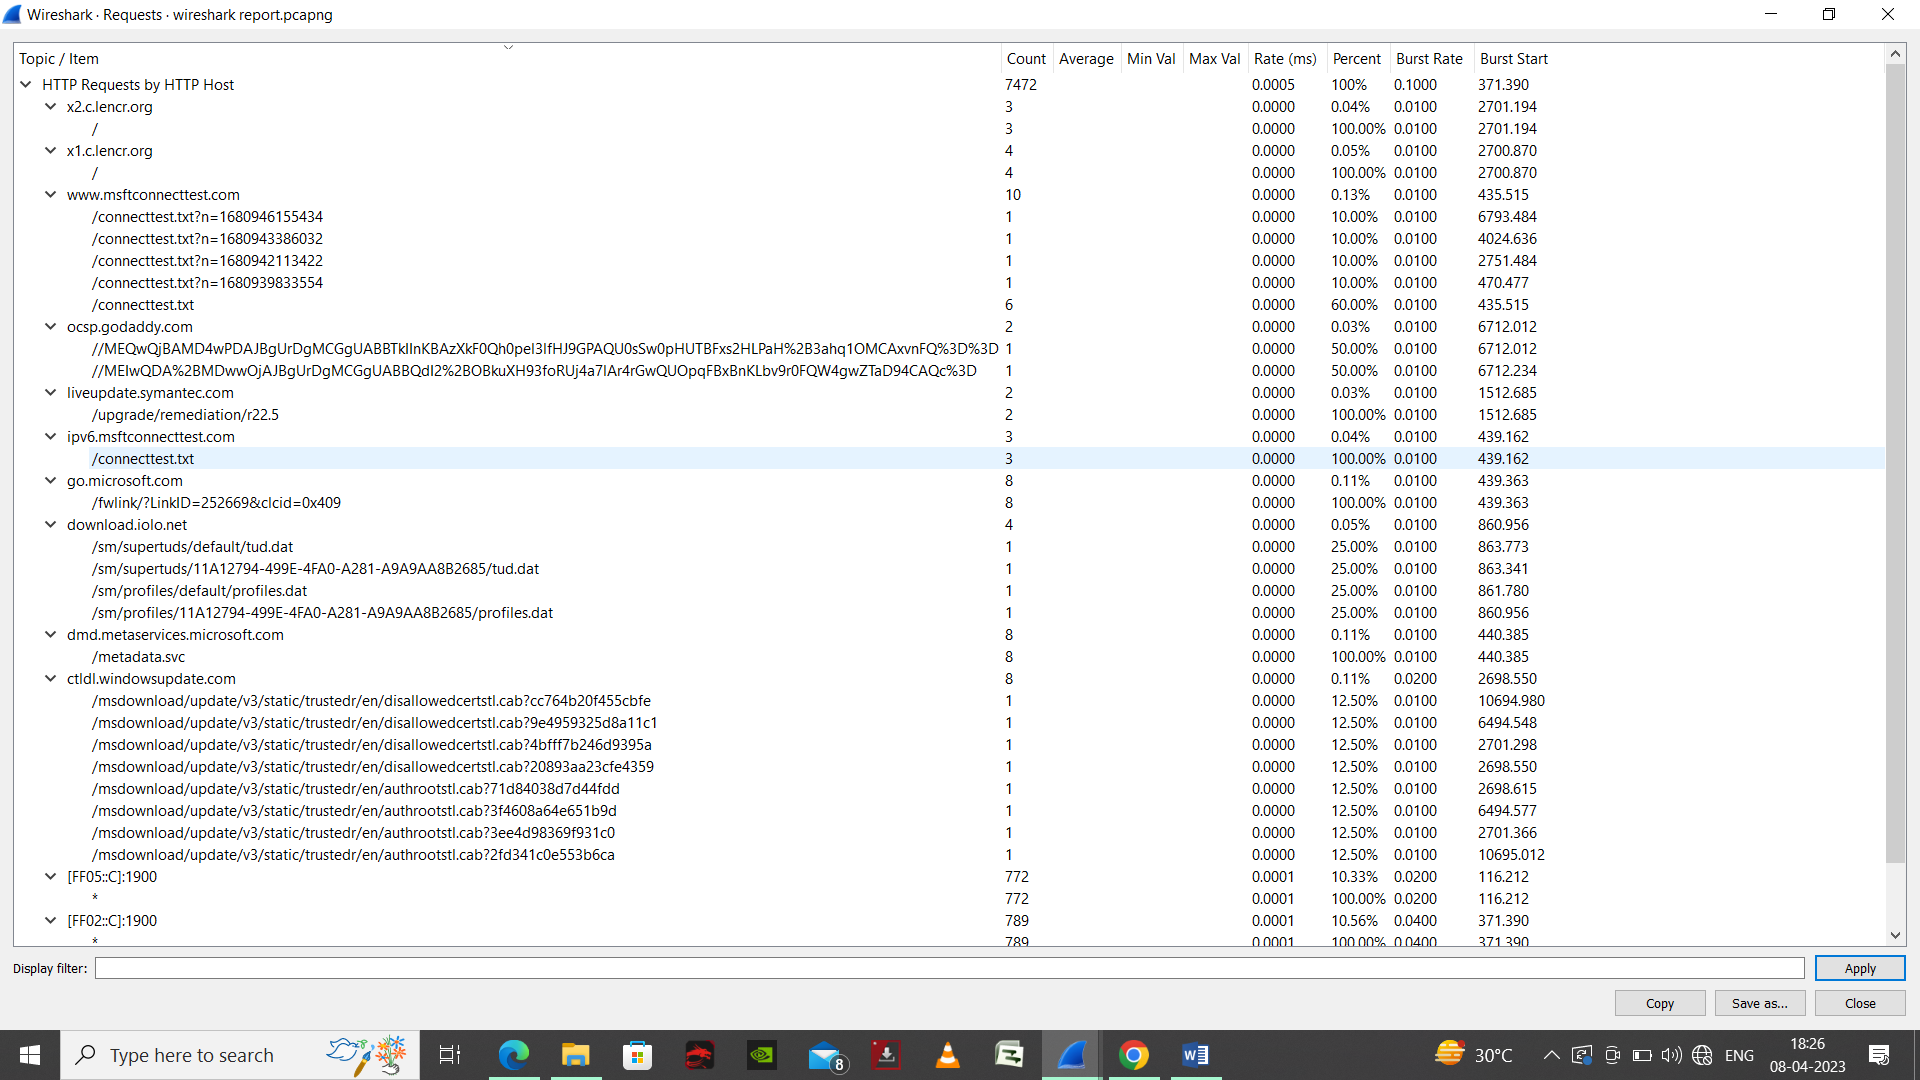 Wireshark · Requests · wireshark report.pcapng
Topic / Item Count Average Min Val Max Val Rate (ms) Percent Burst Rate Burst Start
HTTP Requests by HTTP Host 7472 0.0005 100% 0.1000 371.390
x2.c.lencr.org 3 0.0000 0.04% 0.0100 2701.194
/ 3 0.0000 100.00% 0.0100 2701.194
x1.c.lencr.org 4 0.0000 0.05% 0.0100 2700.870
/ 4 0.0000 100.00% 0.0100 2700.870
www.msftconnecttest.com 10 0.0000 0.13% 0.0100 435.515
/connecttest.txt?n=1680946155434 1 0.0000 10.00% 0.0100 6793.484
/connecttest.txt?n=1680943386032 1 0.0000 10.00% 0.0100 4024.636
/connecttest.txt?n=1680942113422 1 0.0000 10.00% 0.0100 2751.484
/connecttest.txt?n=1680939833554 1 0.0000 10.00% 0.0100 470.477
/connecttest.txt 6 0.0000 60.00% 0.0100 435.515
ocsp.godaddy.com 2 0.0000 0.03% 0.0100 6712.012
//MEQwQjBAMD4wPDAJBgUrDgMCGgUABBTkIInKBAzXkF0Qh0pel3lfHJ9GPAQU0sSw0pHUTBFxs2HLPaH%2B3ahq1OMCAxvnFQ%3D%3D 1 0.0000 50.00% 0.0100 6712.012
//MEIwQDA%2BMDwwOjAJBgUrDgMCGgUABBQdI2%2BOBkuXH93foRUj4a7lAr4rGwQUOpqFBxBnKLbv9r0FQW4gwZTaD94CAQc%3D 1 0.0000 50.00% 0.0100 6712.234
liveupdate.symantec.com 2 0.0000 0.03% 0.0100 1512.685
/upgrade/remediation/r22.5 2 0.0000 100.00% 0.0100 1512.685
ipv6.msftconnecttest.com 3 0.0000 0.04% 0.0100 439.162
/connecttest.txt 3 0.0000 100.00% 0.0100 439.162
go.microsoft.com 8 0.0000 0.11% 0.0100 439.363
/fwlink/?LinkID=252669&clcid=0x409 8 0.0000 100.00% 0.0100 439.363
download.iolo.net 4 0.0000 0.05% 0.0100 860.956
/sm/supertuds/default/tud.dat 1 0.0000 25.00% 0.0100 863.773
/sm/supertuds/11A12794-499E-4FA0-A281-A9A9AA8B2685/tud.dat 1 0.0000 25.00% 0.0100 863.341
/sm/profiles/default/profiles.dat 1 0.0000 25.00% 0.0100 861.780
/sm/profiles/11A12794-499E-4FA0-A281-A9A9AA8B2685/profiles.dat 1 0.0000 25.00% 0.0100 860.956
dmd.metaservices.microsoft.com 8 0.0000 0.11% 0.0100 440.385
/metadata.svc 8 0.0000 100.00% 0.0100 440.385
ctldl.windowsupdate.com 8 0.0000 0.11% 0.0200 2698.550
/msdownload/update/v3/static/trustedr/en/disallowedcertstl.cab?cc764b20f455cbfe 1 0.0000 12.50% 0.0100 10694.980
/msdownload/update/v3/static/trustedr/en/disallowedcertstl.cab?9e4959325d8a11c1 1 0.0000 12.50% 0.0100 6494.548
/msdownload/update/v3/static/trustedr/en/disallowedcertstl.cab?4bfff7b246d9395a 1 0.0000 12.50% 0.0100 2701.298
/msdownload/update/v3/static/trustedr/en/disallowedcertstl.cab?20893aa23cfe4359 1 0.0000 12.50% 0.0100 2698.550
/msdownload/update/v3/static/trustedr/en/authrootstl.cab?71d84038d7d44fdd 1 0.0000 12.50% 0.0100 2698.615
/msdownload/update/v3/static/trustedr/en/authrootstl.cab?3f4608a64e651b9d 1 0.0000 12.50% 0.0100 6494.577
/msdownload/update/v3/static/trustedr/en/authrootstl.cab?3ee4d98369f931c0 1 0.0000 12.50% 0.0100 2701.366
/msdownload/update/v3/static/trustedr/en/authrootstl.cab?2fd341c0e553b6ca 1 0.0000 12.50% 0.0100 10695.012
[FF05::C]:1900 772 0.0001 10.33% 0.0200 116.212
* 772 0.0001 100.00% 0.0200 116.212
[FF02::C]:1900 789 0.0001 10.56% 0.0400 371.390
* 789 0.0001 100.00% 0.0400 371.390
Display filter: Apply
Copy Save as... Close
Type here to search 8 30°C ENG 18:26
08-04-2023